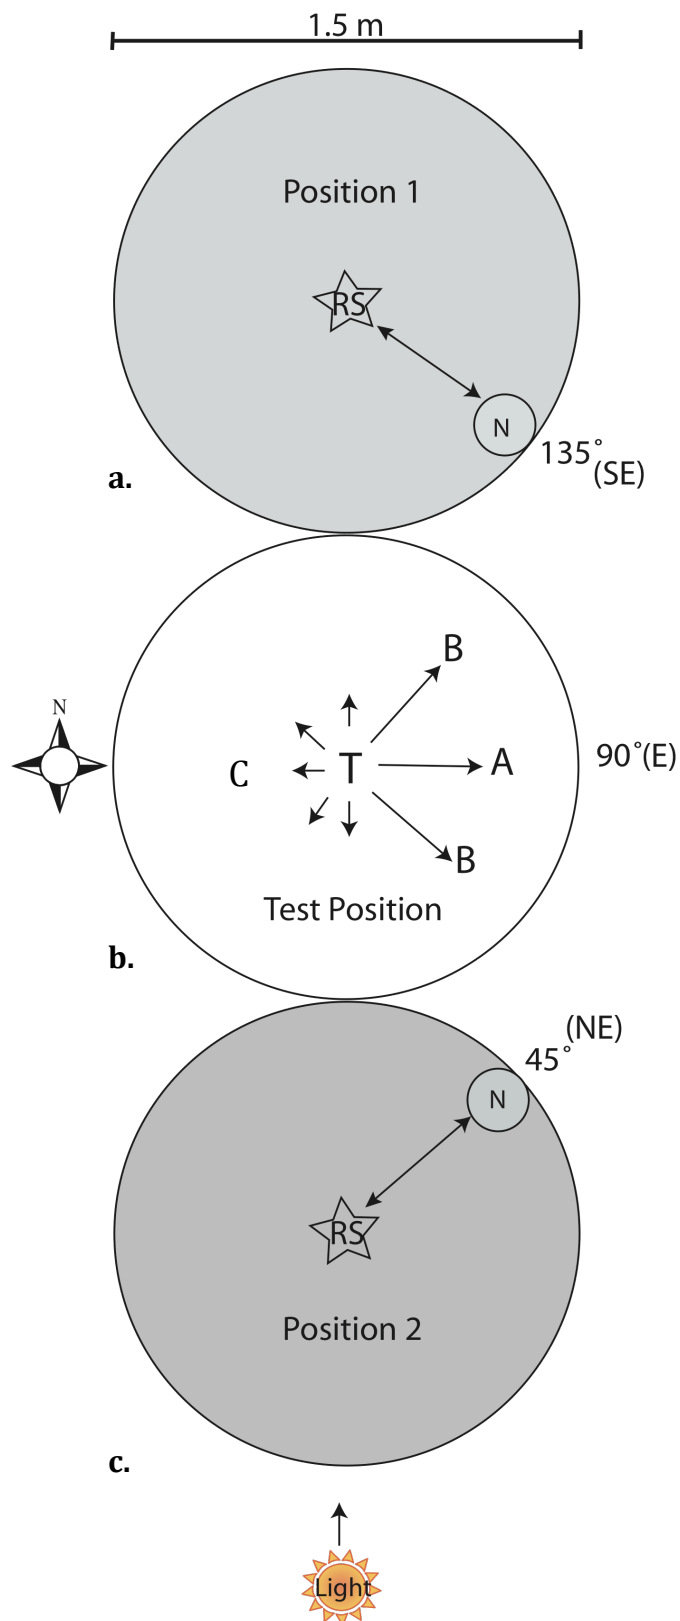 1.5 m
Position 1
RS
N
135°
(SE)
a.
B
N
90°(E)
T
A
C
B
Test Position
b.
(NE)
45°
N
RS
Position 2
c.
Light